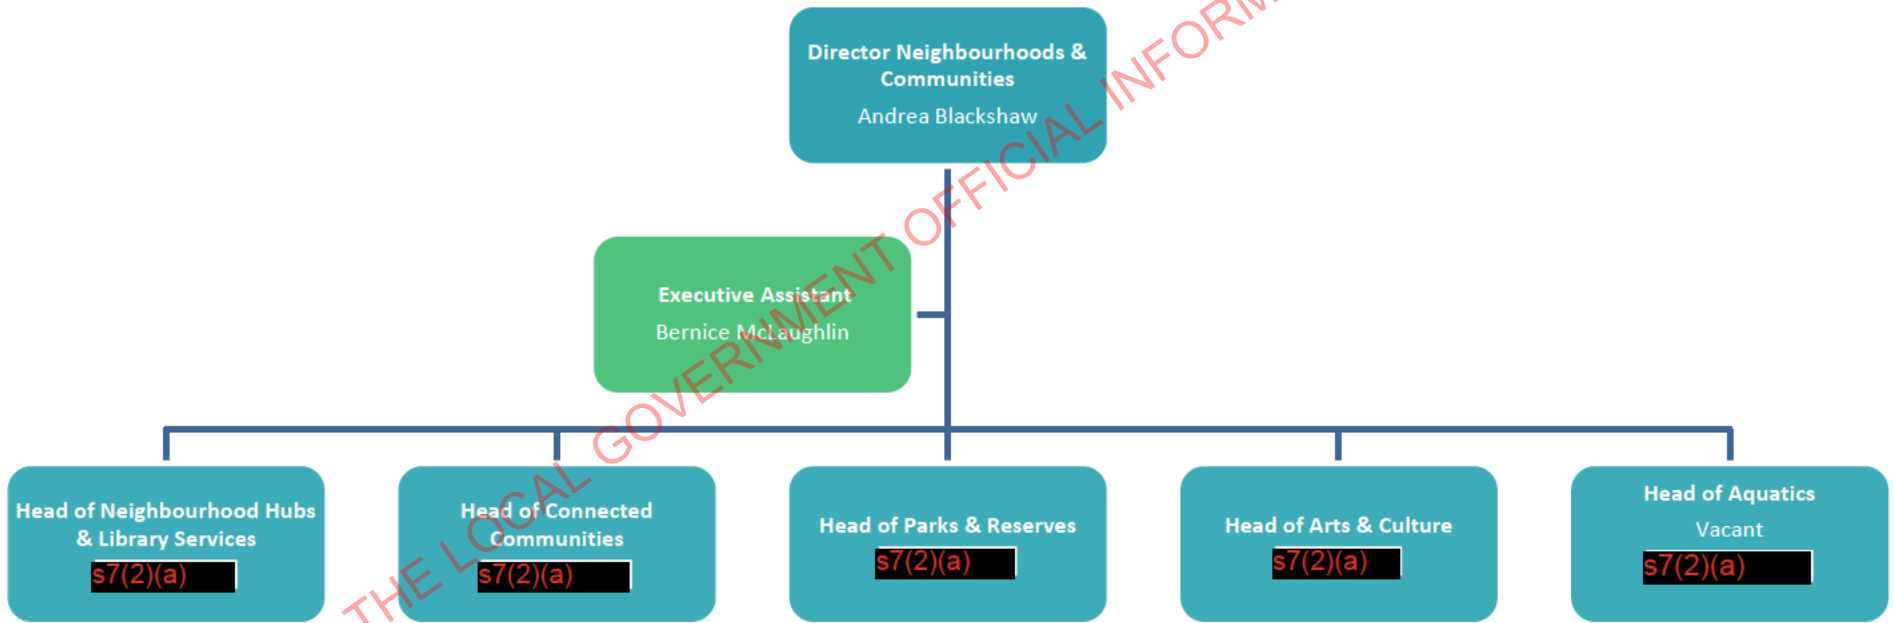 Director Neighbourhoods &
Communities
Andrea Blackshaw
Executive Assistant
Bernice McLaughlin
Head of Neighbourhood Hubs
& Library Services
s7(2)(a)
Head of Connected
Communities
s7(2)(a)
Head of Parks & Reserves
s7(2)(a)
Head of Arts & Culture
s7(2)(a)
Head of Aquatics
Vacant
s7(2)(a)
THE LOCAL GOVERNMENT OFFICIAL INFORM